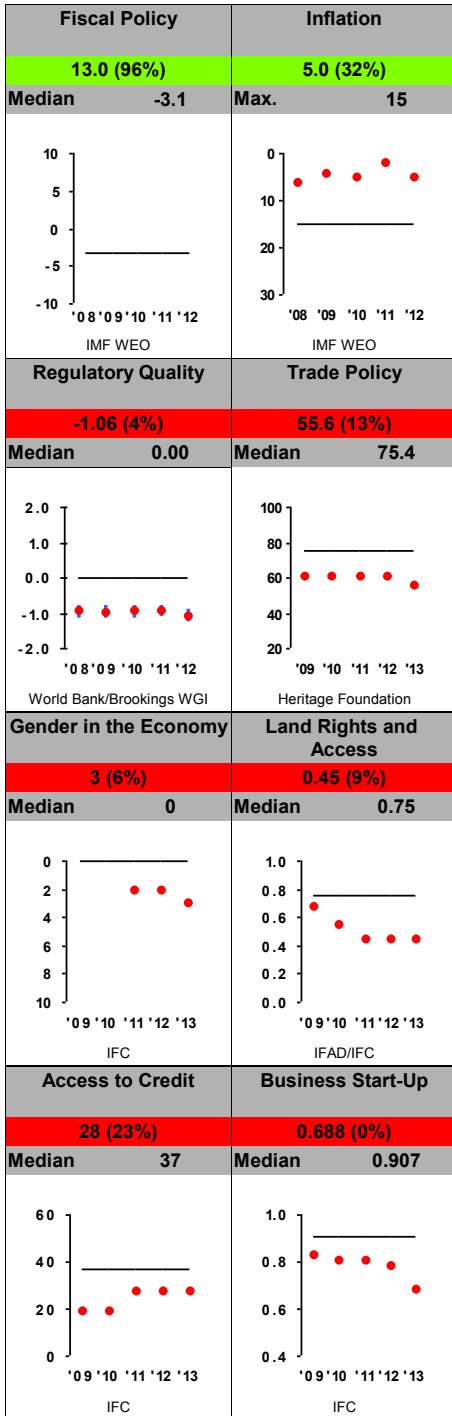 Fiscal Policy
13.0 (96%)
Median -3.1
10
5
0
-5
-10
'08 '09 '10 '11 '12
IMF WEO
Inflation
5.0 (32%)
Max. 15
0
10
20
30
'08 '09 '10 '11 '12
IMF WEO
Regulatory Quality
-1.06 (4%)
Median 0.00
2.0
1.0
0.0
-1.0
-2.0
'08 '09 '10 '11 '12
World Bank/Brookings WGI
Trade Policy
55.6 (13%)
Median 75.4
100
80
60
40
20
'09 '10 '11 '12 '13
Heritage Foundation
Gender in the Economy
3 (6%)
Median 0
0
2
4
6
8
10
'09 '10 '11 '12 '13
IFC
Land Rights and
Access
0.45 (9%)
Median 0.75
1.0
0.8
0.6
0.4
0.2
0.0
'09 '10 '11 '12 '13
IFAD/IFC
Access to Credit
28 (23%)
Median 37
60
40
20
0
'09 '10 '11 '12 '13
IFC
Business Start-Up
0.688 (0%)
Median 0.907
1.0
0.8
0.6
0.4
'09 '10 '11 '12 '13
IFC